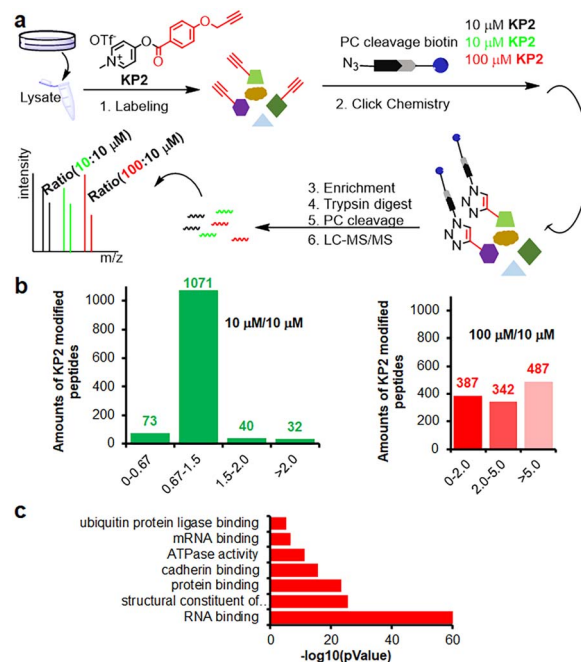 a
OTf⁻
O
O
O
N⁺
KP2
Lysate
1. Labeling
PC cleavage biotin
N₃
10 μM KP2
10 μM KP2
100 μM KP2
2. Click Chemistry
intensity
Ratio(10:10 μM)
Ratio(100:10 μM)
m/z
3. Enrichment
4. Trypsin digest
5. PC cleavage
6. LC-MS/MS
N
N
N
N
N
N
b
Amounts of KP2 modified
peptides
1000
800
600
400
200
0
73
1071
40
32
10 μM/10 μM
0-0.67
0.67-1.5
1.5-2.0
>2.0
Amounts of KP2 modified
peptides
1000
800
600
400
200
0
100 μM/10 μM
387
342
487
0-2.0
2.0-5.0
>5.0
c
ubiquitin protein ligase binding
mRNA binding
ATPase activity
cadherin binding
protein binding
structural constituent of..
RNA binding
0
20
40
60
-log10(pValue)